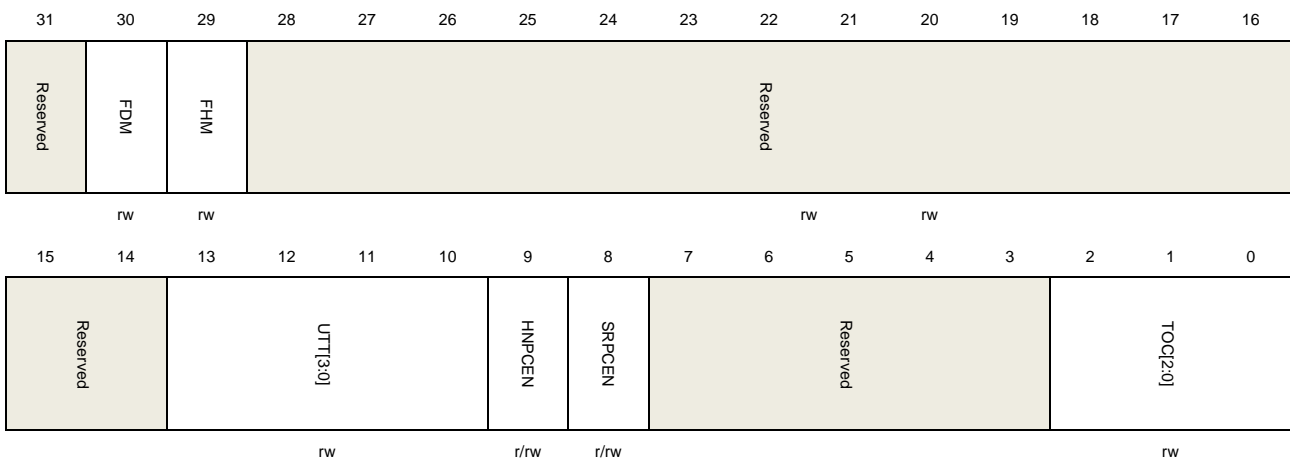 31 30 29 28 27 26 25 24 23 22 21 20 19 18 17 16
Reserved FDM FHM Reserved
rw rw rw rw
15 14 13 12 11 10 9 8 7 6 5 4 3 2 1 0
Reserved UTT[3:0] HNPCEN SRPCEN Reserved TOC[2:0]
rw r/rw r/rw rw